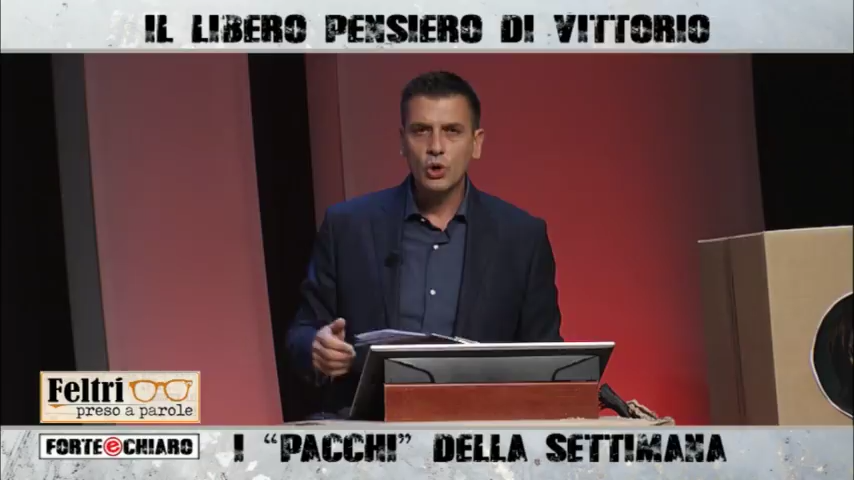 IL LIBERO PENSIERO DI VITTORIO
Feltri
preso a parole
FORTE e CHIARO
I “PACCHI” DELLA SETTIMANA